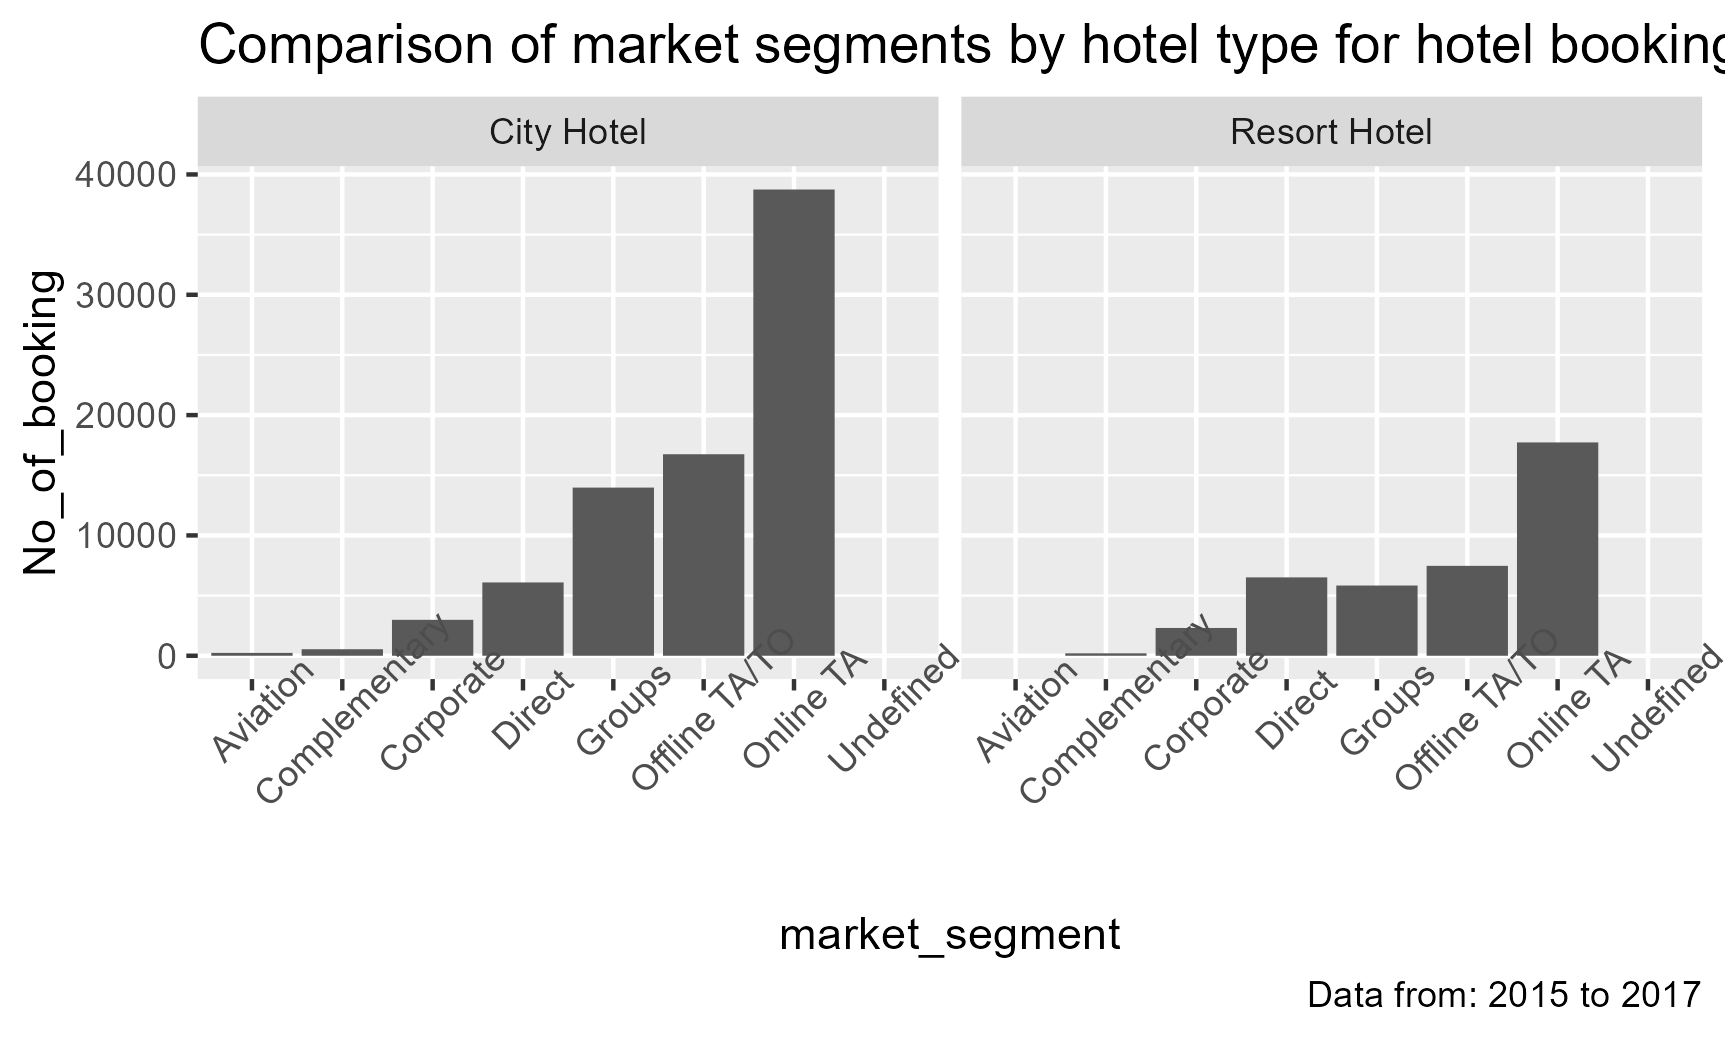 Comparison of market segments by hotel type for hotel booking
City Hotel
Resort Hotel
No_of_booking
40000
30000
20000
10000
0
Aviation
Complementary
Corporate
Direct
Groups
Offline TA/TO
Online TA
Undefined
Aviation
Complementary
Corporate
Direct
Groups
Offline TA/TO
Online TA
Undefined
market_segment
Data from: 2015 to 2017